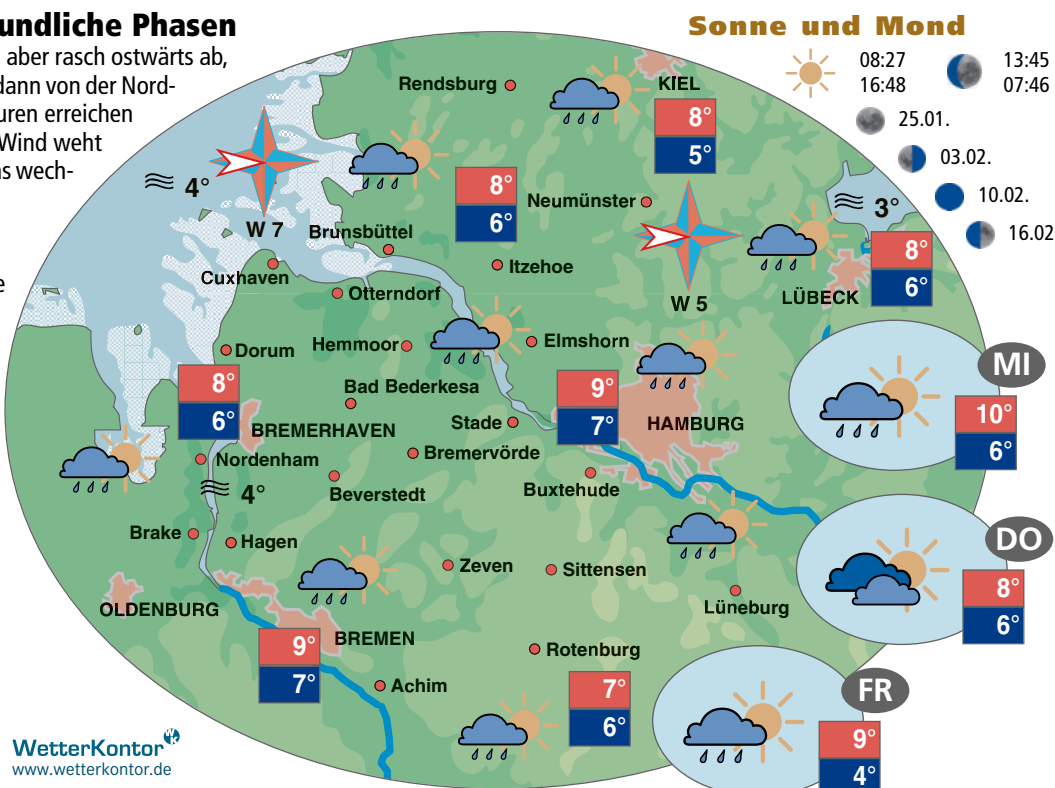 undliche Phasen
aber rasch ostwärts ab,
dann von der Nord-
uren erreichen
Wind weht
ns wech-
e
Sonne und Mond
08:27
16:48
13:45
07:46
25.01.
03.02.
10.02.
16.02
Rendsburg
KIEL
8°
5°
4°
W 7
8°
6°
Neumünster
W 5
3°
Brunsbüttel
Itzehoe
LÜBECK
8°
6°
Cuxhaven
Otterndorf
Dorum
Hemmoor
Elmshorn
8°
6°
Bad Bederkesa
BREMERHAVEN
Stade
9°
7°
HAMBURG
MI
10°
6°
Nordenham
4°
Bremervörde
Beverstedt
Buxtehude
Brake
Hagen
Zeven
Sittensen
Lüneburg
DO
8°
6°
OLDENBURG
BREMEN
9°
7°
Achim
Rotenburg
7°
6°
FR
9°
4°
WetterKontor
www.wetterkontor.de